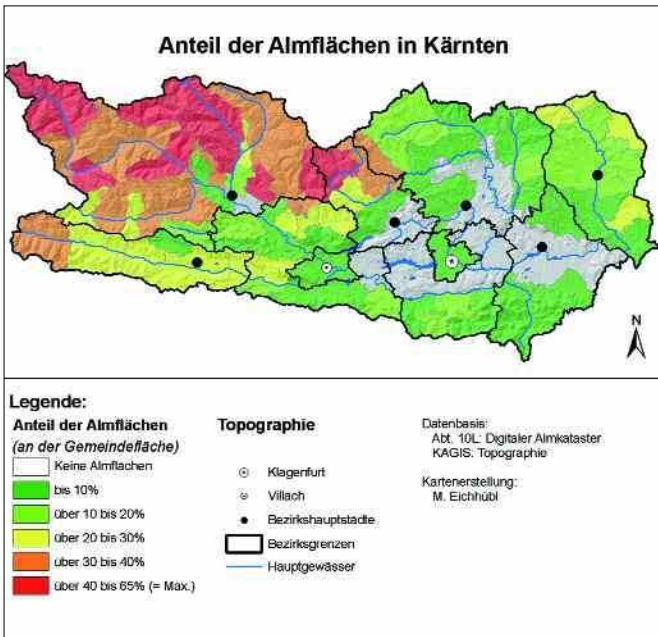 Anteil der Almflächen in Kärnten
N
Legende:
Anteil der Almflächen
(an der Gemeindefläche)
Keine Almflächen
bis 10%
über 10 bis 20%
über 20 bis 30%
über 30 bis 40%
über 40 bis 65% (= Max.)
Topographie
Klagenfurt
Villach
Bezirkshauptstädte
Bezirksgrenzen
Hauptgewässer
Datenbasis:
Abt. 10L: Digitaler Almkataster
KAGIS: Topographie
Kartenerstellung:
M. Eichhübl